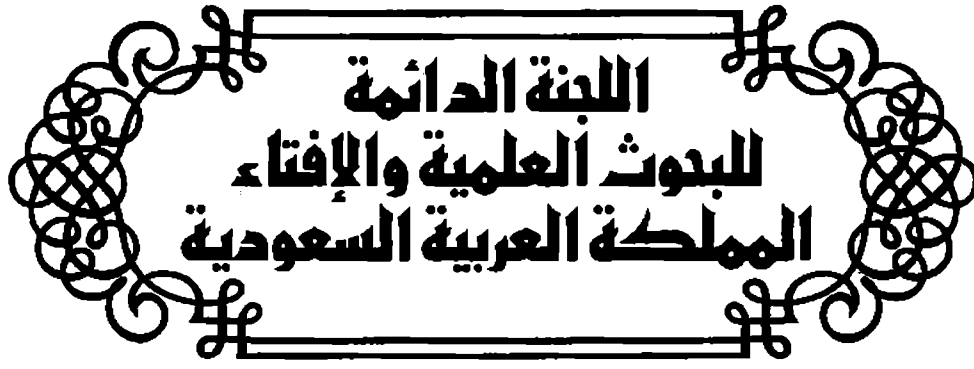 اللجنة الدائمة
للبحوث العلمية والإفتاء
المملكة العربية السعودية